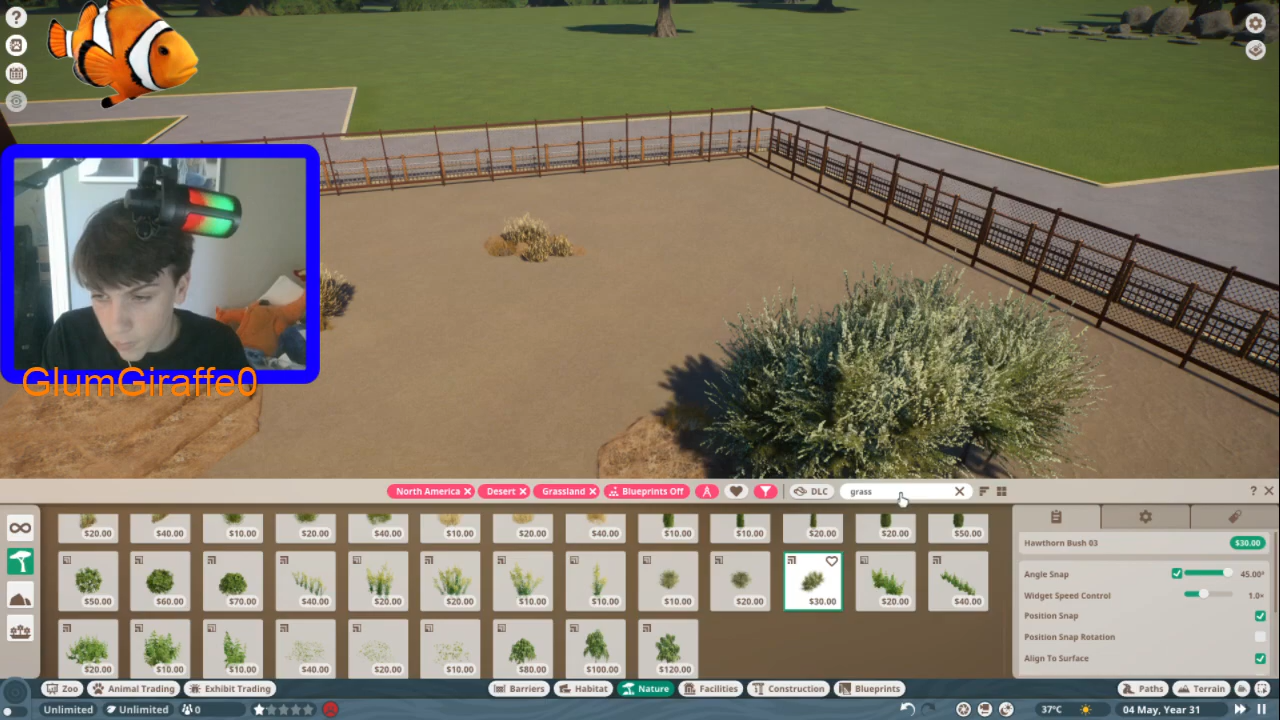 GlumGiraffe0
North America × Desert × Grassland × Blueprints Off DLC grass
$20.00 $40.00 $10.00 $20.00 $40.00 $10.00 $20.00 $40.00 $10.00 $10.00 $20.00 $20.00 $50.00
$50.00 $60.00 $70.00 $40.00 $20.00 $20.00 $10.00 $10.00 $10.00 $20.00 $30.00 $20.00 $40.00
$20.00 $10.00 $10.00 $40.00 $20.00 $10.00 $80.00 $100.00 $120.00
? ×
Hawthorn Bush 03 $30.00
Angle Snap 45.00°
Widget Speed Control 1.0×
Position Snap
Position Snap Rotation
Align To Surface
Zoo Animal Trading Exhibit Trading Barriers Habitat Nature Facilities Construction Blueprints Paths Terrain
Unlimited Unlimited 0 37°C 04 May, Year 31